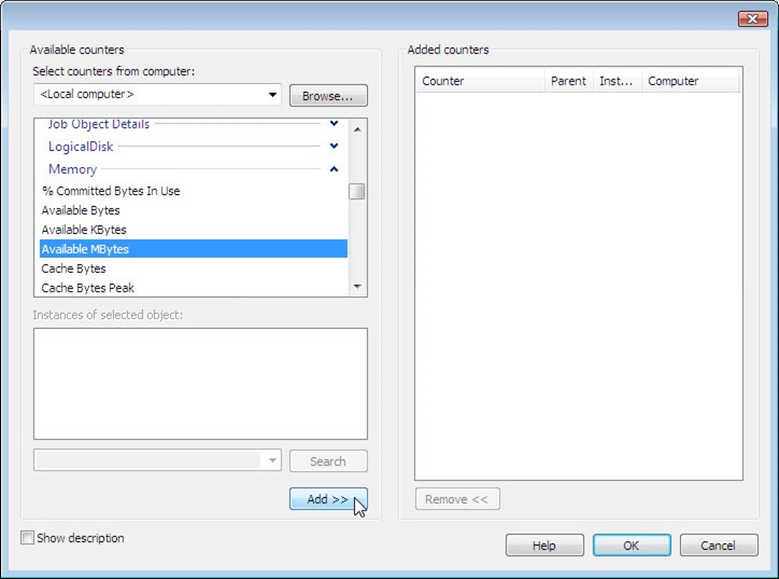 Available counters
Select counters from computer:
<Local computer>
Browse...
Job Object Details
LogicalDisk
Memory
% Committed Bytes In Use
Available Bytes
Available KBytes
Available MBytes
Cache Bytes
Cache Bytes Peak
Instances of selected object:
Search
Add >>
Show description
Added counters
Counter Parent Inst... Computer
Remove <<
Help OK Cancel